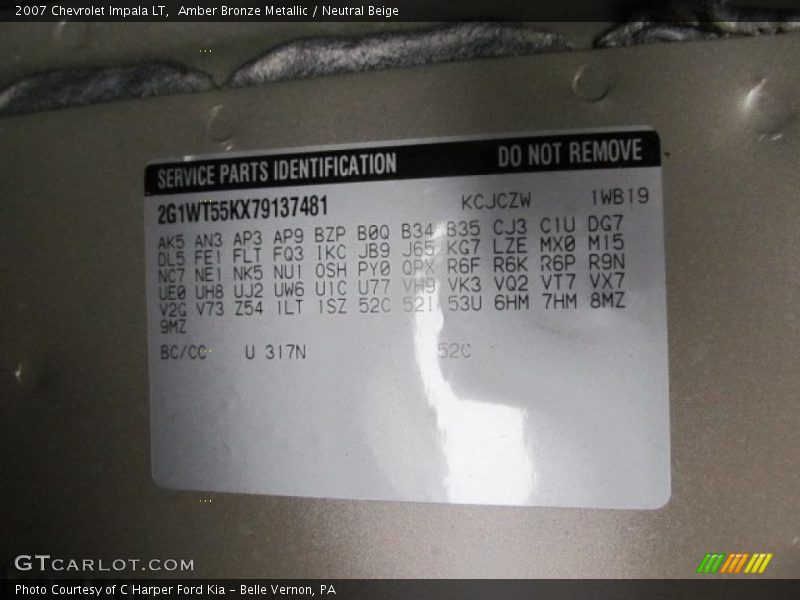 2007 Chevrolet Impala LT, Amber Bronze Metallic / Neutral Beige
SERVICE PARTS IDENTIFICATION DO NOT REMOVE
2G1WT55KX79137481 KCJCZW 1WB19
AK5 AN3 AP3 AP9 BZP B0Q B34 B35 CJ3 C1U DG7
DL5 FE1 FLT FQ3 IKC JB9 J65 KG7 LZE MX0 M15
NC7 NE1 NK5 NU1 OSH PY0 QPX R6F R6K R6P R9N
UE0 UH8 UJ2 UW6 U1C U77 VH9 VK3 VQ2 VT7 VX7
V2G V73 Z54 1LT 1SZ 52C 52I 53U 6HM 7HM 8MZ
9MZ
BC/CC U 317N 52C
GTCARLOT.COM
Photo Courtesy of C Harper Ford Kia - Belle Vernon, PA